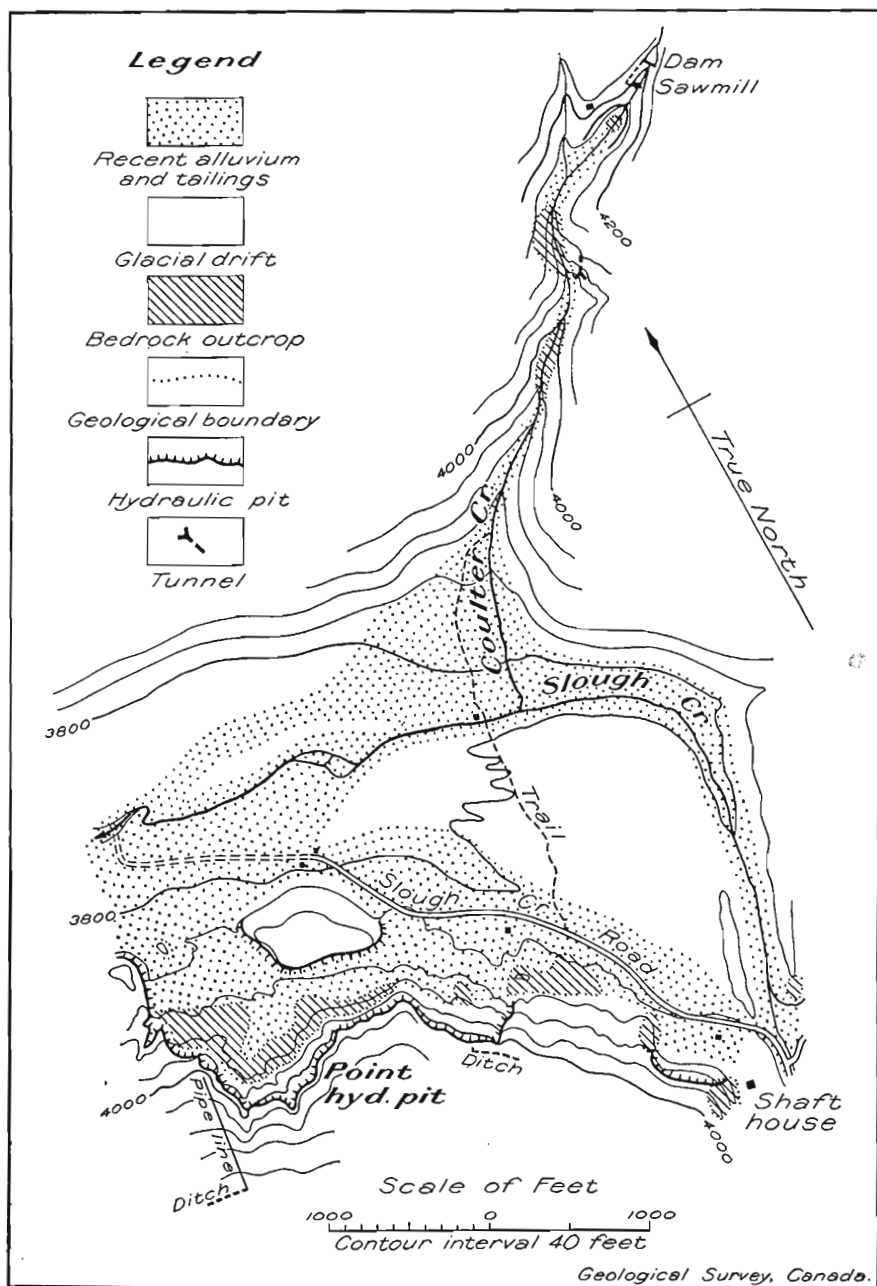 Legend
Recent alluvium
and tailings
Glacial drift
Bedrock outcrop
Geological boundary
Hydraulic pit
Tunnel
Dam
Sawmill
4200
True North
4000
4000
Coulter Cr.
Slough Cr.
3800
Trail
Slough Cr. Road
3800
Ditch
Point
hyd. pit
4000
Pipe line
Ditch
4000
Shaft
house
Scale of Feet
1000 0 1000
Contour interval 40 feet
Geological Survey, Canada.